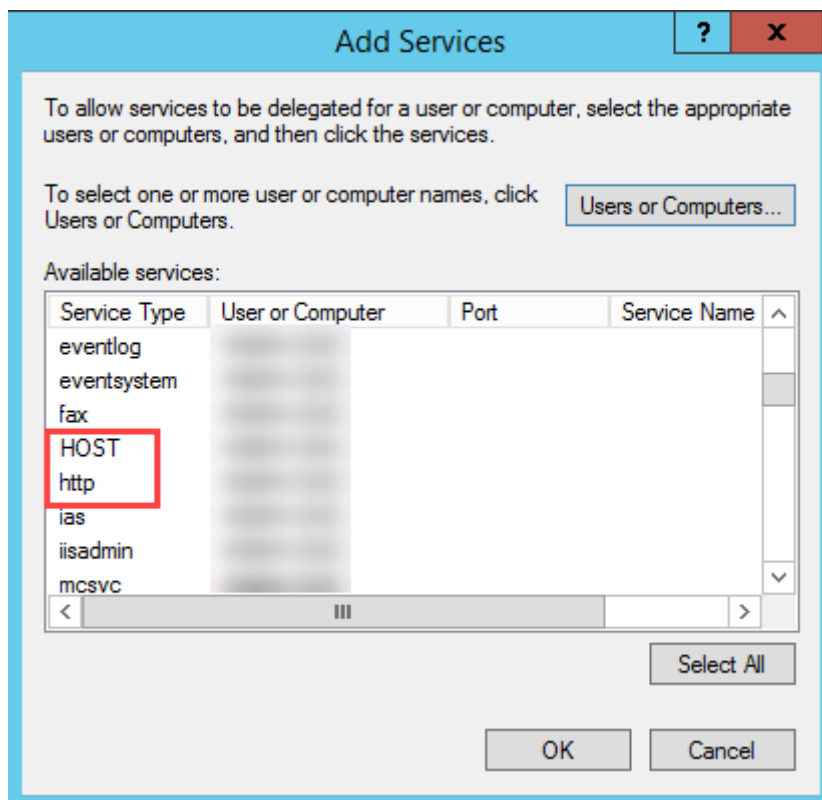 Add Services
?
x
To allow services to be delegated for a user or computer, select the appropriate
users or computers, and then click the services.
To select one or more user or computer names, click
Users or Computers.
Users or Computers...
Available services:
Service Type User or Computer Port Service Name
eventlog
eventsystem
fax
HOST
http
ias
iisadmin
mcsvc
Select All
OK Cancel